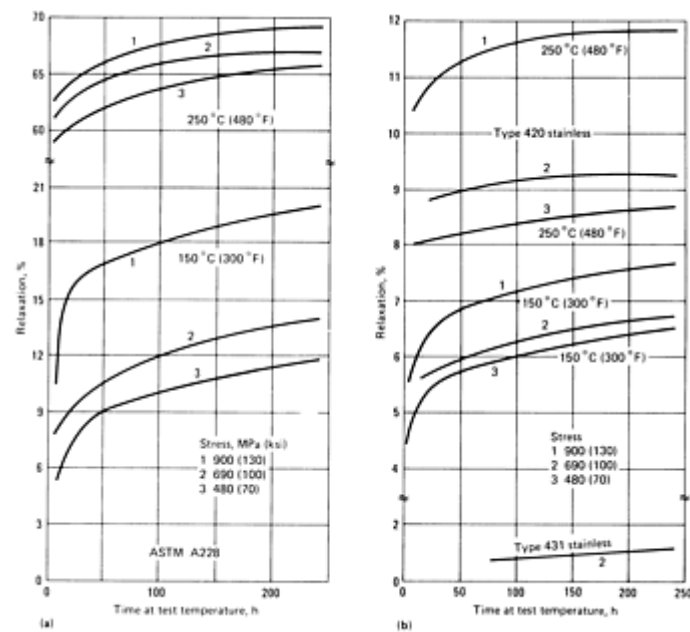 70
65
60
21
18
15
12
9
6
3
0
Relaxation, %
1
2
3
250 °C (480 °F)
1
150 °C (300 °F)
2
3
Stress, MPa (ksi)
1 900 (130)
2 690 (100)
3 480 (70)
ASTM A228
0 100 200
Time at test temperature, h
(a)
12
11
10
9
8
7
6
5
4
2
0
Relaxation, %
1
250 °C (480 °F)
Type 420 stainless
2
3
250 °C (480 °F)
1
150 °C (300 °F)
2
150 °C (300 °F)
3
Stress
1 900 (130)
2 690 (100)
3 480 (70)
Type 431 stainless
2
0 50 100 150 200 250
Time at test temperature, h
(b)